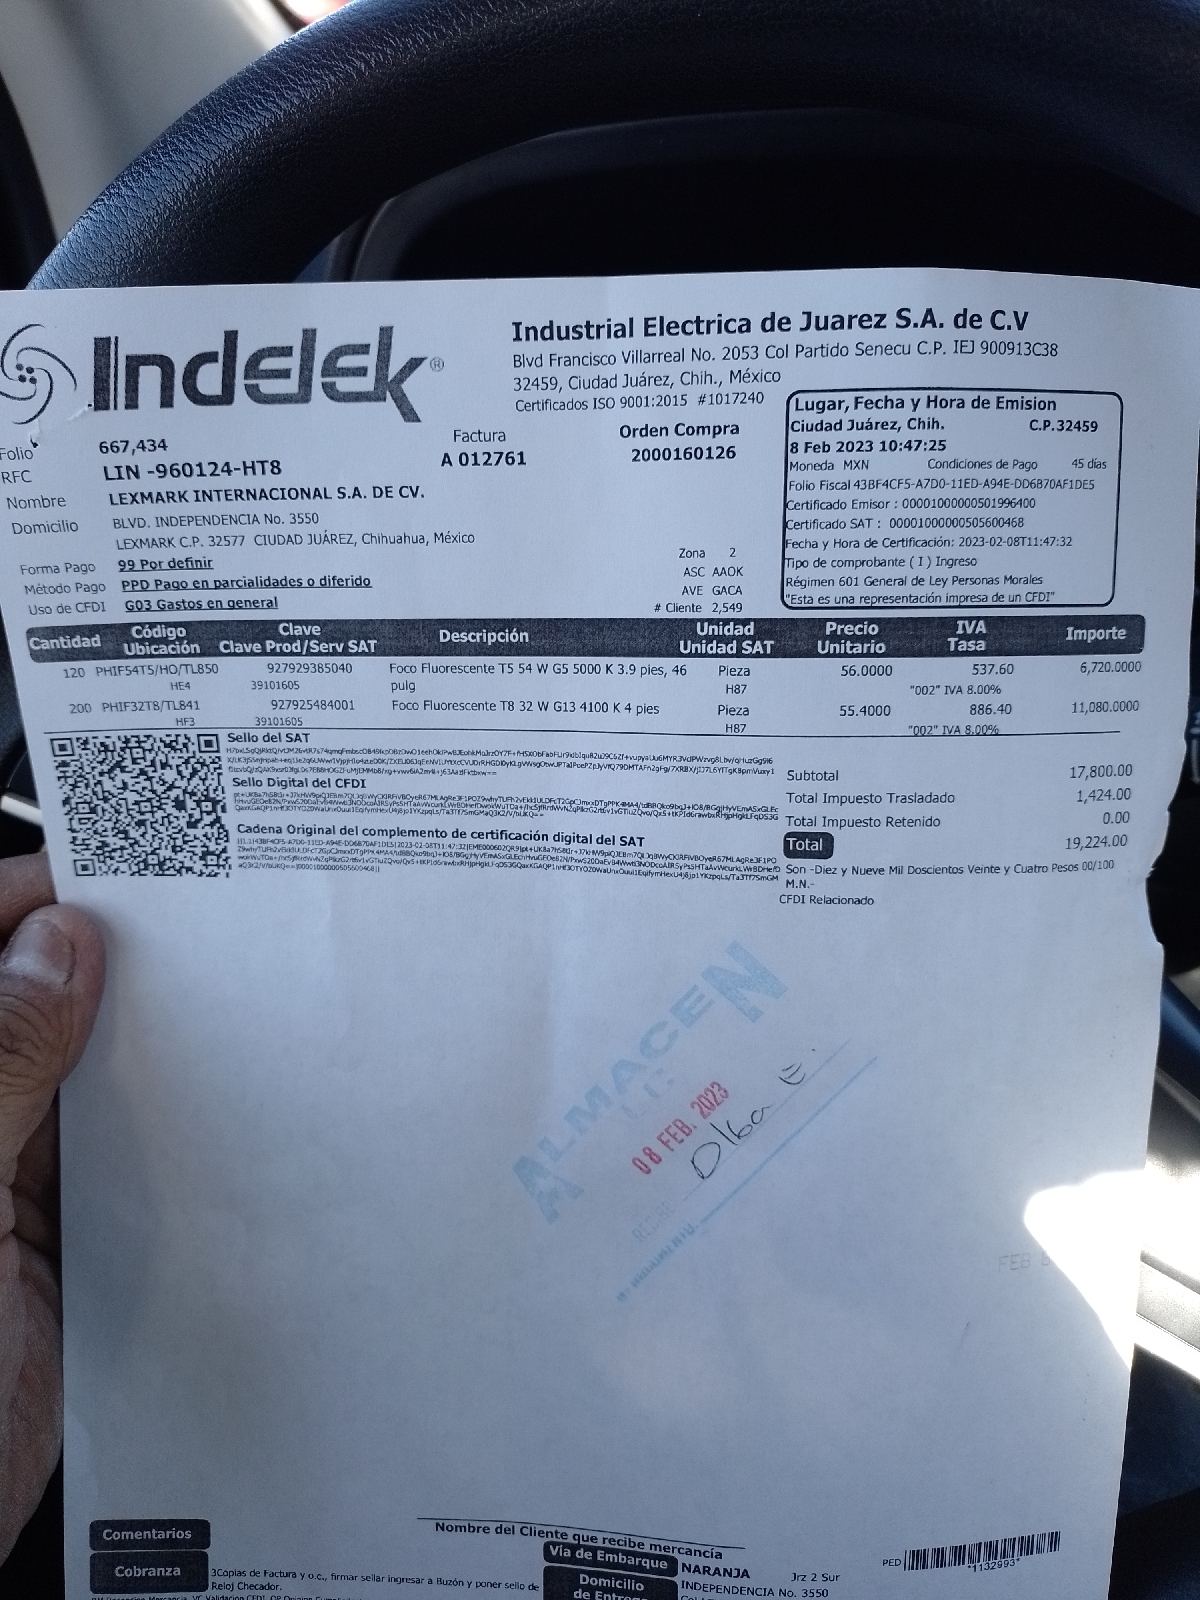 Indelek®
Industrial Electrica de Juarez S.A. de C.V
Blvd Francisco Villarreal No. 2053 Col Partido Senecu C.P. IEJ 900913C38
32459, Ciudad Juárez, Chih., México
Certificados ISO 9001:2015 #1017240
Folio 667,434
Factura
A 012761
Orden Compra
2000160126
RFC LIN -960124-HT8
Nombre LEXMARK INTERNACIONAL S.A. DE CV.
Domicilio BLVD. INDEPENDENCIA No. 3550
LEXMARK C.P. 32577 CIUDAD JUÁREZ, Chihuahua, México
Forma Pago 99 Por definir
Método Pago PPD Pago en parcialidades o diferido
Uso de CFDI G03 Gastos en general
Zona 2
ASC AAOK
AVE GACA
# Cliente 2,549
Lugar, Fecha y Hora de Emision
Ciudad Juárez, Chih. C.P.32459
8 Feb 2023 10:47:25
Moneda MXN Condiciones de Pago 45 días
Folio Fiscal 43BF4CF5-A7D0-11ED-A94E-DD6B70AF1DE5
Certificado Emisor : 00001000000501996400
Certificado SAT : 00001000000505600468
Fecha y Hora de Certificación: 2023-02-08T11:47:32
Tipo de comprobante ( I ) Ingreso
Régimen 601 General de Ley Personas Morales
"Esta es una representación impresa de un CFDI"
Cantidad Código Ubicación Clave Clave Prod/Serv SAT Descripción Unidad Unidad SAT Precio Unitario IVA Tasa Importe
120 PHIF54T5/HO/TL850 927929385040 Foco Fluorescente T5 54 W G5 5000 K 3.9 pies, 46 Pieza 56.0000 537.60 6,720.0000
HE4 39101605 pulg H87 "002" IVA 8.00%
200 PHIF32T8/TL841 927925484001 Foco Fluorescente T8 32 W G13 4100 K 4 pies Pieza 55.4000 886.40 11,080.0000
HF3 39101605 H87 "002" IVA 8.00%
Sello del SAT
Sello Digital del CFDI
Cadena Original del complemento de certificación digital del SAT
Subtotal 17,800.00
Total Impuesto Trasladado 1,424.00
Total Impuesto Retenido 0.00
Total 19,224.00
Son -Diez y Nueve Mil Doscientos Veinte y Cuatro Pesos 00/100
M.N.-
CFDI Relacionado
ALMACEN
08 FEB. 2023
Nombre del Cliente que recibe mercancía
Comentarios
Cobranza
3Copias de Factura y o.c., firmar sellar ingresar a Buzón y poner sello de
Reloj Checador.
Vía de Embarque NARANJA Jrz 2 Sur
Domicilio INDEPENDENCIA No. 3550
PED *1132993*